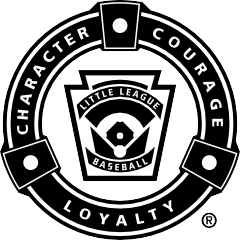 CHARACTER
COURAGE
LOYALTY
LITTLE LEAGUE
BASEBALL
®